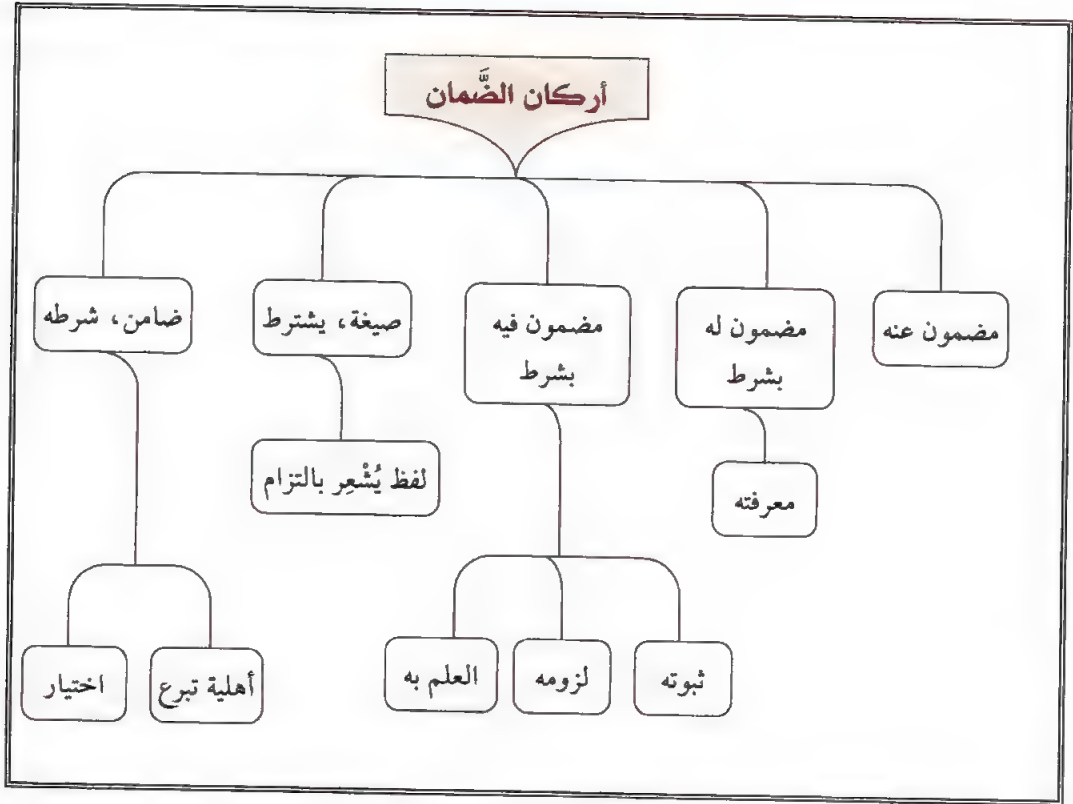 أركان الضَّمان
مضمون عنه
مضمون له
بشرط
معرفته
مضمون فيه
بشرط
ثبوته
لزومه
العلم به
صيغة، يشترط
لفظ يُشْعِر بالتزام
ضامن، شرطه
أهلية تبرع
اختيار